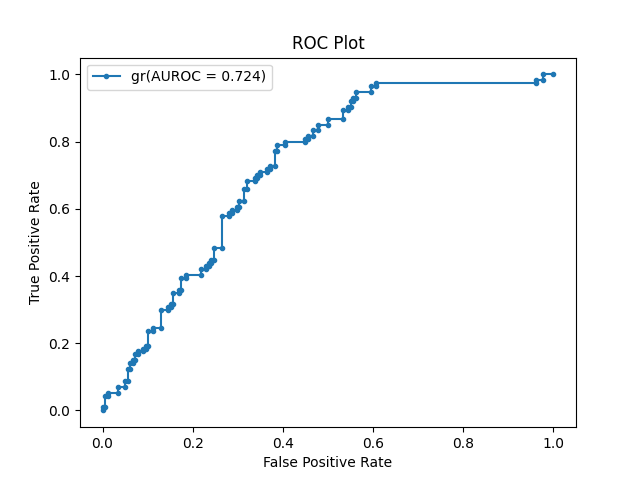 ROC Plot
gr(AUROC = 0.724)
True Positive Rate
1.0
0.8
0.6
0.4
0.2
0.0
0.0 0.2 0.4 0.6 0.8 1.0
False Positive Rate